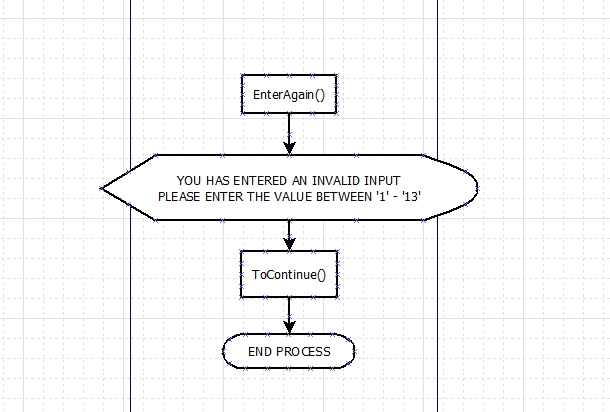 EnterAgain()
YOU HAS ENTERED AN INVALID INPUT
PLEASE ENTER THE VALUE BETWEEN '1' - '13'
ToContinue()
END PROCESS